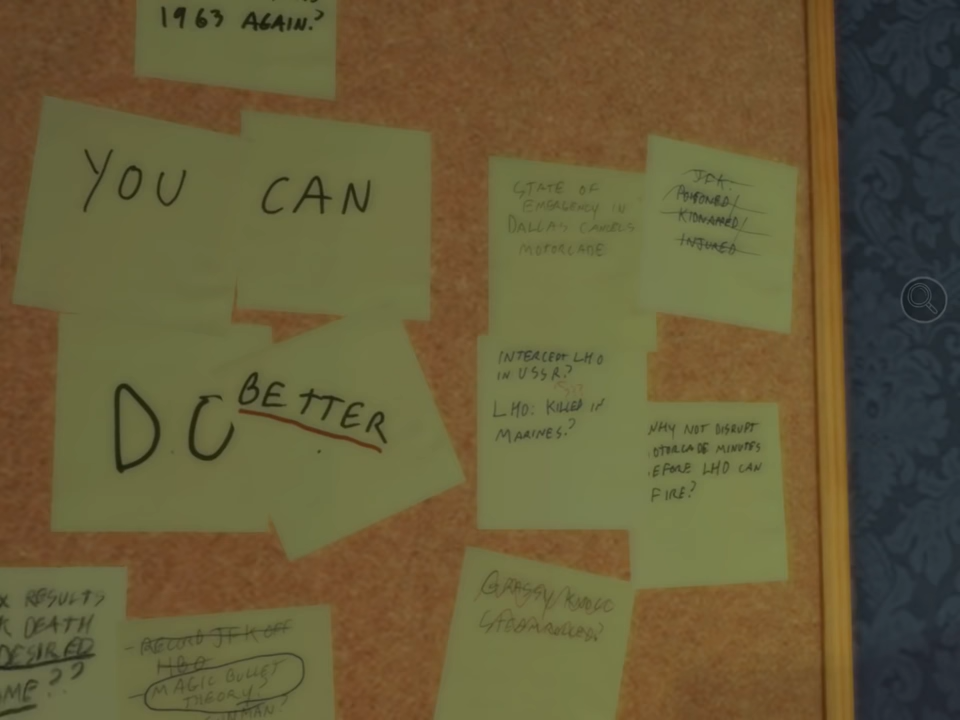 1963 AGAIN?
YOU CAN
DO BETTER
STATE OF
EMERGENCY IN
DALLAS CANCELS
MOTORCADE
JFK:
POISONED/
KIDNAPPED/
INJURED
INTERCEPT LHO
IN USSR?
LHO: KILLED IN
MARINES?
WHY NOT DISRUPT
MOTORCADE MINUTES
BEFORE LHO CAN
FIRE?
GRASSY KNOLL
RESULTS
DEATH
DESIRED
ME??
- RECORD JFK OFF
HBO
- MAGIC BULLET
THEORY?